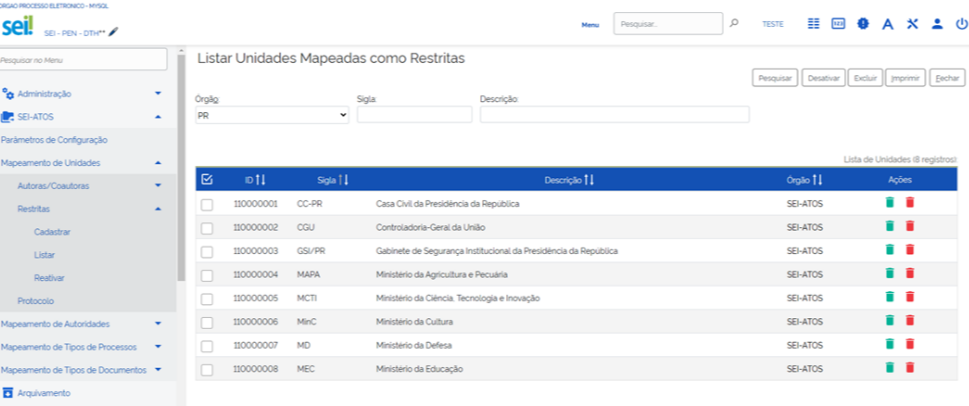 ORGAO PROCESSO ELETRONICO - MYSQL
sei!
SEI - PEN - DTH**
Menu
Pesquisar...
TESTE
123
A
Pesquisar no Menu
Administração
SEI-ATOS
Parâmetros de Configuração
Mapeamento de Unidades
Autoras/Coautoras
Restritas
Cadastrar
Listar
Reativar
Protocolo
Mapeamento de Autoridades
Mapeamento de Tipos de Processos
Mapeamento de Tipos de Documentos
Arquivamento
Listar Unidades Mapeadas como Restritas
Pesquisar Desativar Excluir Imprimir Fechar
Órgão: Sigla: Descrição:
PR
Lista de Unidades (8 registros):
ID Sigla Descrição Órgão Ações
110000001 CC-PR Casa Civil da Presidência da República SEI-ATOS
110000002 CGU Controladoria-Geral da União SEI-ATOS
110000003 GSI/PR Gabinete de Segurança Institucional da Presidência da República SEI-ATOS
110000004 MAPA Ministério da Agricultura e Pecuária SEI-ATOS
110000005 MCTI Ministério da Ciência, Tecnologia e Inovação SEI-ATOS
110000006 MinC Ministério da Cultura SEI-ATOS
110000007 MD Ministério da Defesa SEI-ATOS
110000008 MEC Ministério da Educação SEI-ATOS